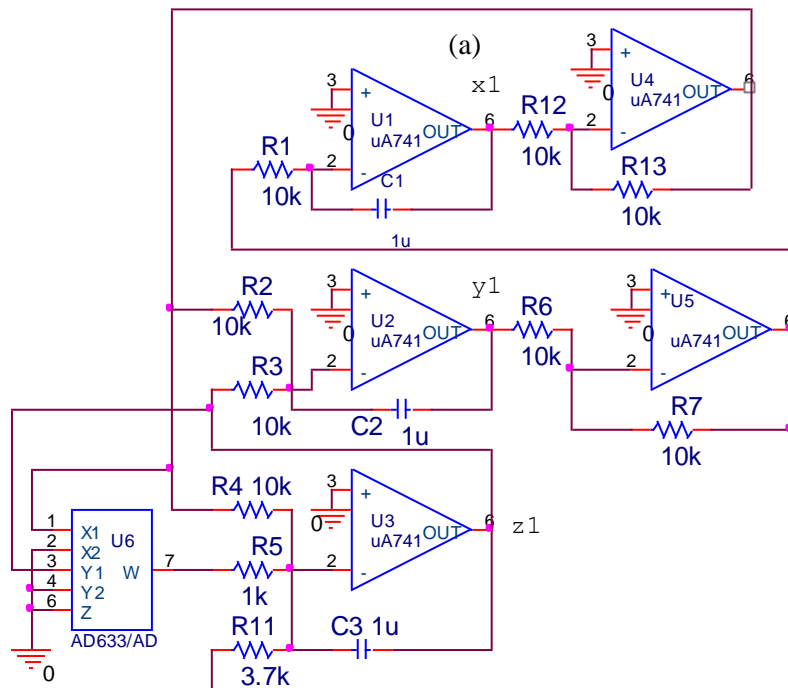 (a)
x1
3
+
0
U1
uA741
OUT
6
2
-
R1
10k
C1
1u
R12
10k
3
+
0
U4
uA741
OUT
6
2
-
R13
10k
R2
10k
R3
10k
3
+
0
U2
uA741
OUT
6
2
-
y1
C2
1u
R6
10k
3
+
0
U5
uA741
OUT
6
2
-
R7
10k
R4 10k
R5
1k
R11
3.7k
3
+
0
U3
uA741
OUT
6
z1
2
-
C3 1u
1
2
3
4
6
X1
X2
Y1
Y2
Z
U6
W
7
AD633/AD
0